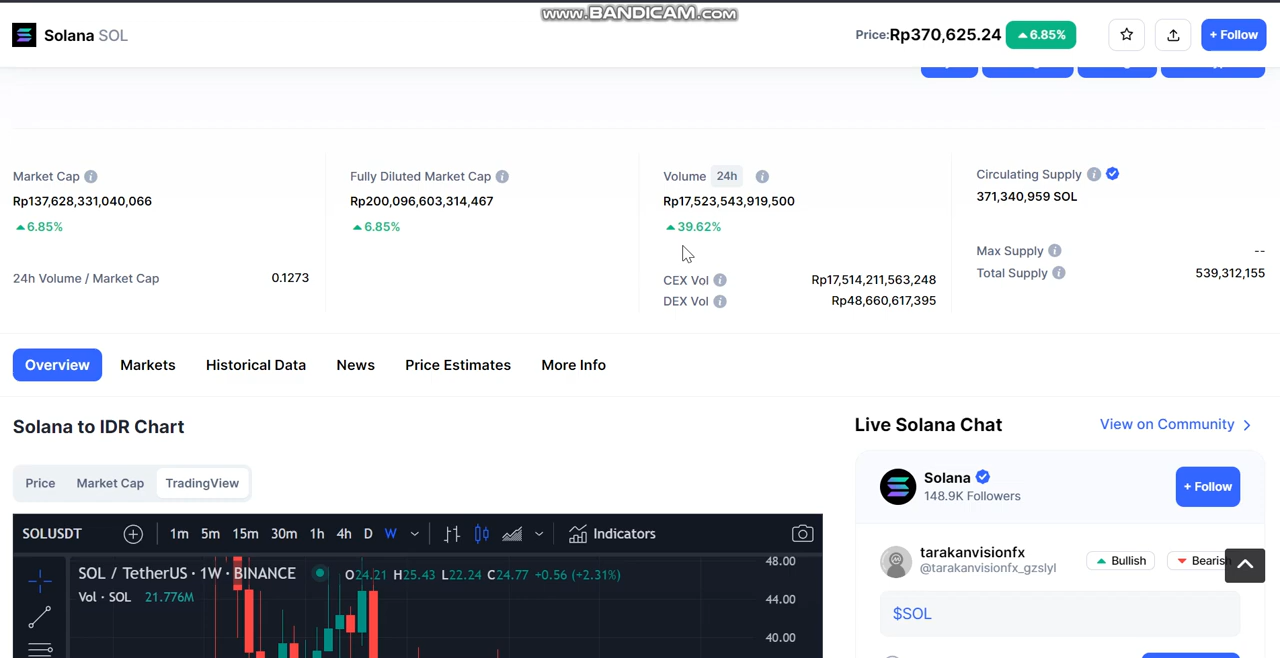 www.BANDICAM.com
Solana SOL
Price:Rp370,625.24 6.85%
+ Follow
Market Cap
Rp137,628,331,040,066
6.85%
24h Volume / Market Cap 0.1273
Fully Diluted Market Cap
Rp200,096,603,314,467
6.85%
Volume 24h
Rp17,523,543,919,500
39.62%
CEX Vol Rp17,514,211,563,248
DEX Vol Rp48,660,617,395
Circulating Supply
371,340,959 SOL
Max Supply --
Total Supply 539,312,155
Overview Markets Historical Data News Price Estimates More Info
Solana to IDR Chart
Price Market Cap TradingView
SOLUSDT 1m 5m 15m 30m 1h 4h D W Indicators
SOL / TetherUS · 1W · BINANCE O24.21 H25.43 L22.24 C24.77 +0.56 (+2.31%)
Vol · SOL 21.776M
48.00
44.00
40.00
Live Solana Chat View on Community
Solana
148.9K Followers
+ Follow
tarakanvisionfx
@tarakanvisionfx_gzslyl
Bullish Bearish
$SOL